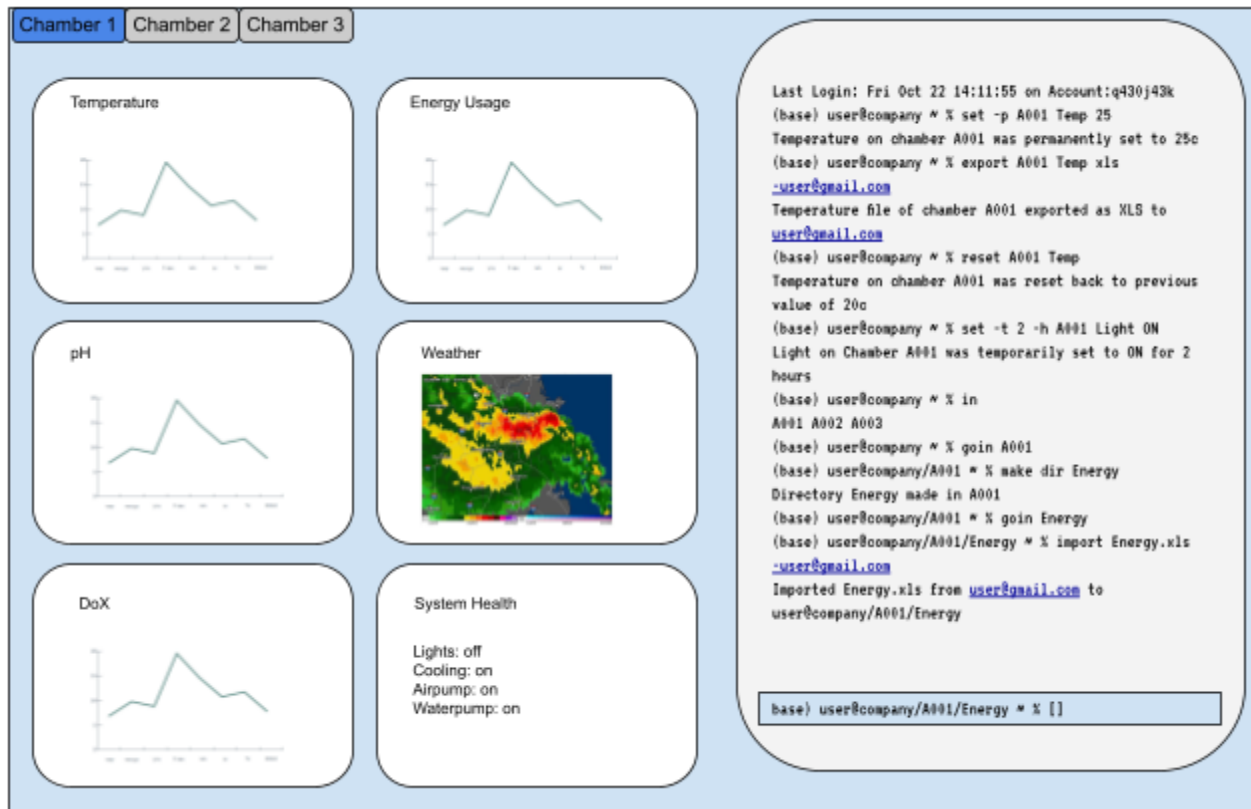 Chamber 1 Chamber 2 Chamber 3
Temperature
Energy Usage
pH
Weather
DoX
System Health
Lights: off
Cooling: on
Airpump: on
Waterpump: on
Last Login: Fri Oct 22 14:11:55 on Account:q430j43k
(base) user@company ~ % set -p A001 Temp 25
Temperature on chamber A001 was permanently set to 25c
(base) user@company ~ % export A001 Temp xls
-user@gmail.com
Temperature file of chamber A001 exported as XLS to
user@gmail.com
(base) user@company ~ % reset A001 Temp
Temperature on chamber A001 was reset back to previous
value of 20c
(base) user@company ~ % set -t 2 -h A001 Light ON
Light on Chamber A001 was temporarily set to ON for 2
hours
(base) user@company ~ % in
A001 A002 A003
(base) user@company ~ % goin A001
(base) user@company/A001 ~ % make dir Energy
Directory Energy made in A001
(base) user@company/A001 ~ % goin Energy
(base) user@company/A001/Energy ~ % import Energy.xls
-user@gmail.com
Imported Energy.xls from user@gmail.com to
user@company/A001/Energy
base) user@company/A001/Energy ~ % []